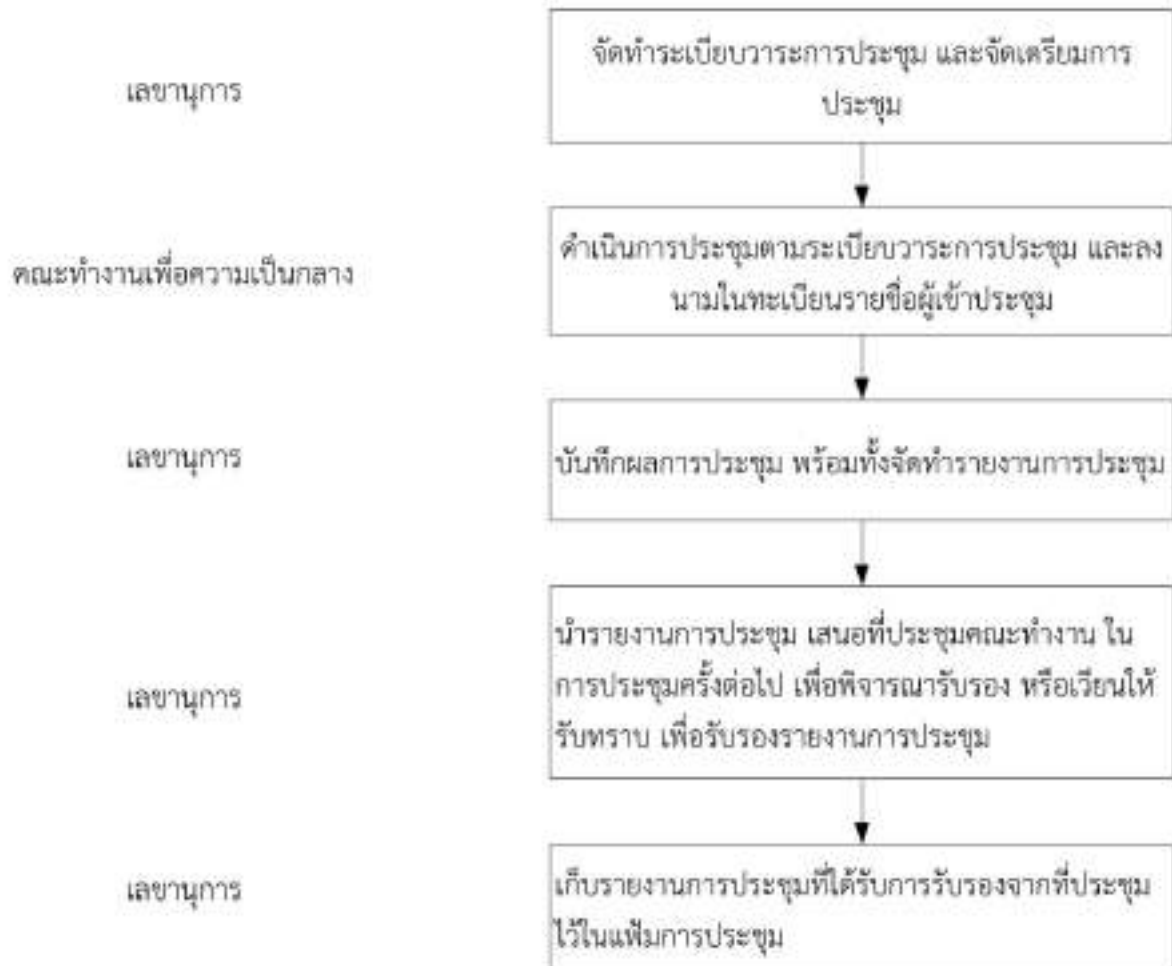 เลขานุการ
จัดทำระเบียบวาระการประชุม และจัดเตรียมการ
ประชุม
คณะทำงานเพื่อความเป็นกลาง
ดำเนินการประชุมตามระเบียบวาระการประชุม และลง
นามในทะเบียนรายชื่อผู้เข้าประชุม
เลขานุการ
บันทึกผลการประชุม พร้อมทั้งจัดทำรายงานการประชุม
เลขานุการ
นำรายงานการประชุม เสนอที่ประชุมคณะทำงาน ใน
การประชุมครั้งต่อไป เพื่อพิจารณารับรอง หรือเวียนให้
รับทราบ เพื่อรับรองรายงานการประชุม
เลขานุการ
เก็บรายงานการประชุมที่ได้รับการรับรองจากที่ประชุม
ไว้ในแฟ้มการประชุม